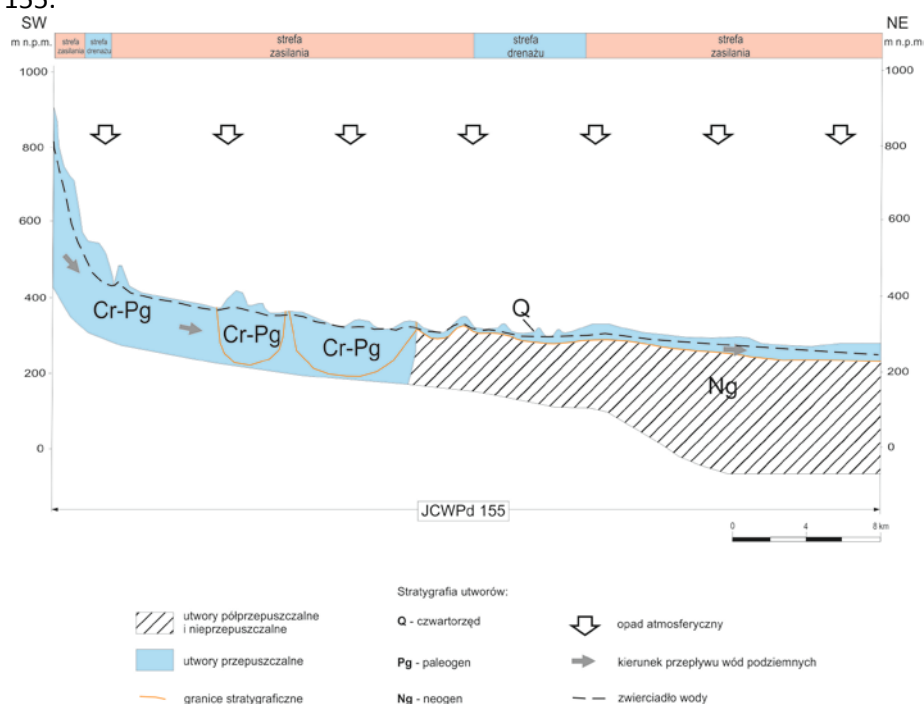 155.
SW
NE
m n.p.m.
strefa zasilania
strefa drenażu
strefa zasilania
strefa drenażu
strefa zasilania
m n.p.m.
1000
1000
800
800
600
600
400
400
200
200
0
0
Cr-Pg
Cr-Pg
Cr-Pg
Q
Ng
JCWPd 155
0
4
8 km
Stratygrafia utworów:
utwory półprzepuszczalne
i nieprzepuszczalne
Q - czwartorzęd
opad atmosferyczny
utwory przepuszczalne
Pg - paleogen
kierunek przepływu wód podziemnych
granice stratygraficzne
Ng - neogen
zwierciadło wody